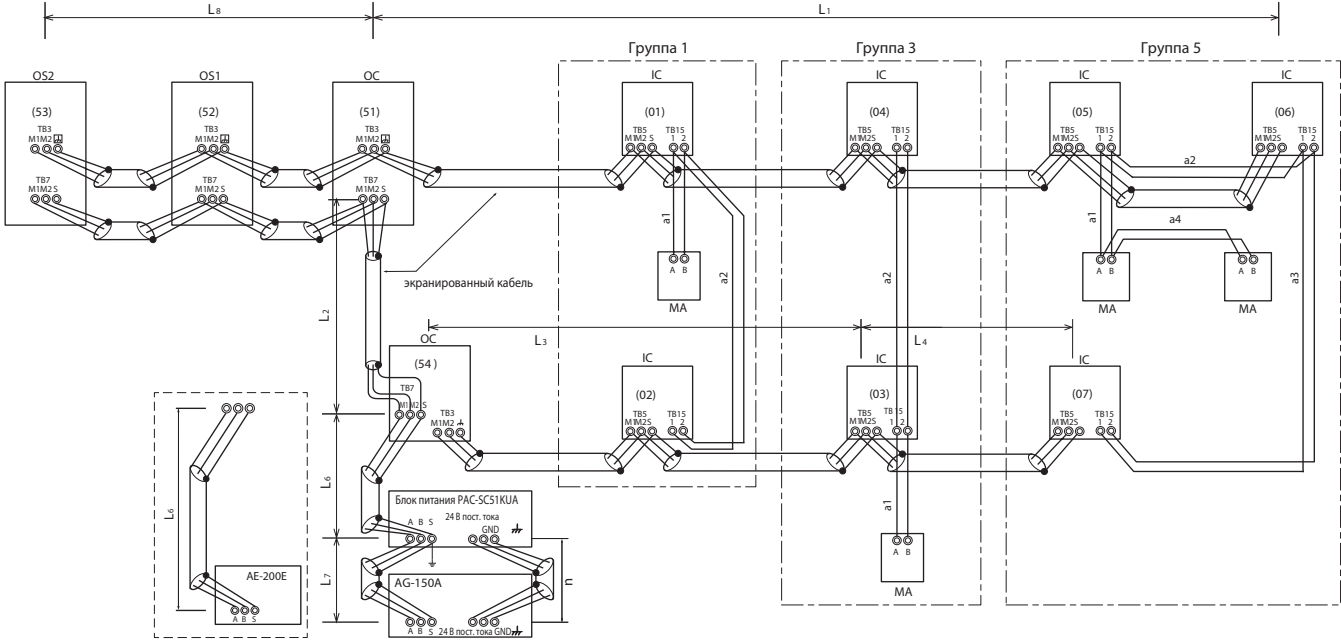 L8
L1
Группа 1
Группа 3
Группа 5
OS2
OS1
OC
IC
IC
IC
IC
(53)
(52)
(51)
(01)
(04)
(05)
(06)
TB3
TB3
TB3
TB5
TB15
TB5
TB15
TB5
TB15
TB5
TB15
M1M2
M1M2
M1M2
M1M2 S
1 2
M1M2S
1 2
M1M2S
1 2
M1M2S
1 2
a2
TB7
TB7
TB7
M1M2 S
M1M2 S
M1M2 S
a1
a1
a4
A B
A B
A B
MA
MA
MA
экранированный кабель
a2
a2
a3
L2
L3
L4
OC
IC
IC
IC
(54 )
(02)
(03)
(07)
TB7
M1M2 S
TB3
M1M2
TB5
TB15
M1M2S
1 2
TB5
TB 15
M1M2S
1 2
TB5
TB15
M1M2S
1 2
L6
L6
a1
Блок питания PAC-SC51KUA
24 В пост. тока
A B S
GND
A B
MA
L7
n
AE-200E
A B S
AG-150A
A B S
24 В пост. тока GND